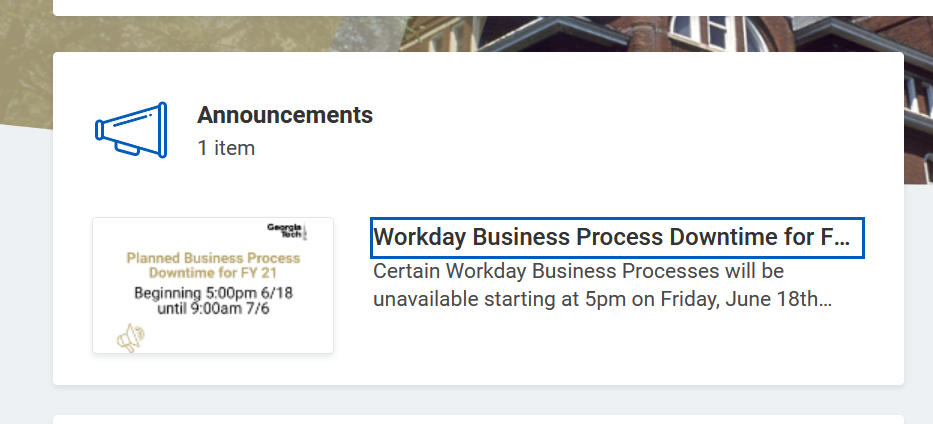 Announcements
1 item
Georgia
Tech
Planned Business Process
Downtime for FY 21
Beginning 5:00pm 6/18
until 9:00am 7/6
Workday Business Process Downtime for F...
Certain Workday Business Processes will be
unavailable starting at 5pm on Friday, June 18th...